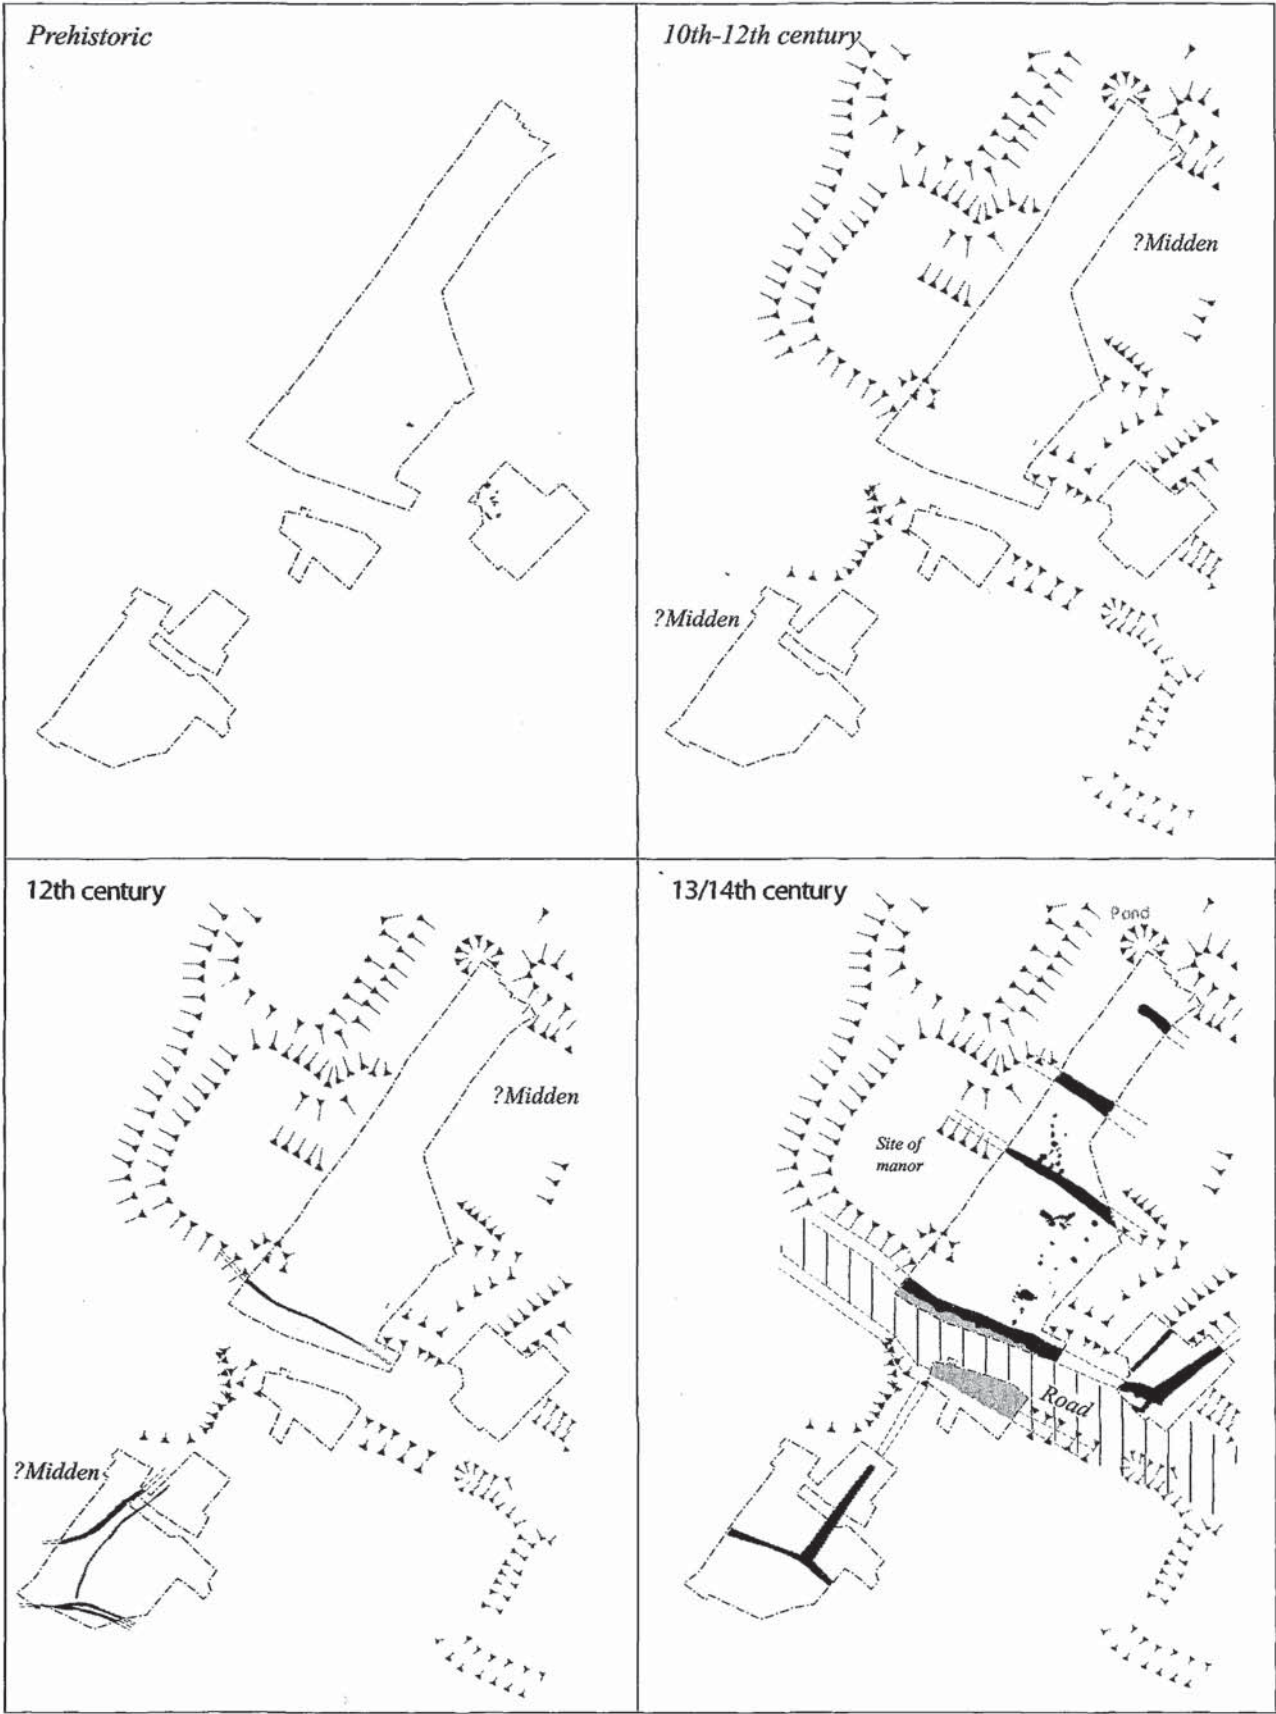 Prehistoric
10th-12th century
?Midden
?Midden
12th century
?Midden
?Midden
13/14th century
Pond
Site of
manor
Road